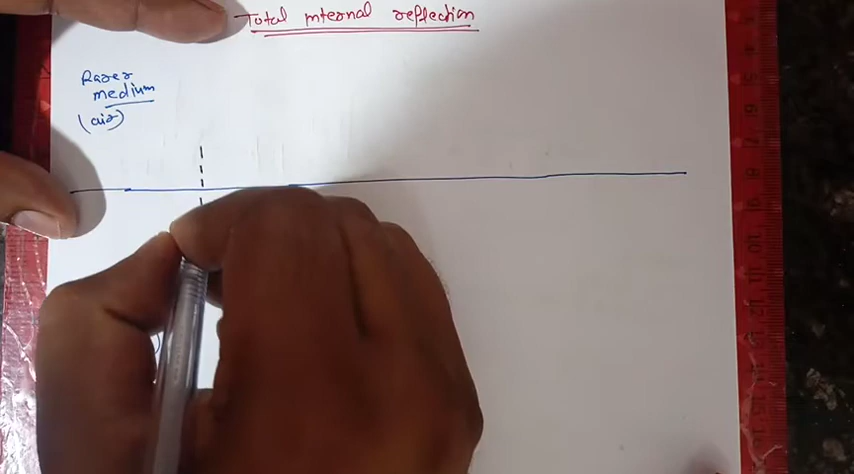 Total internal reflection
Rarer
medium
(air)